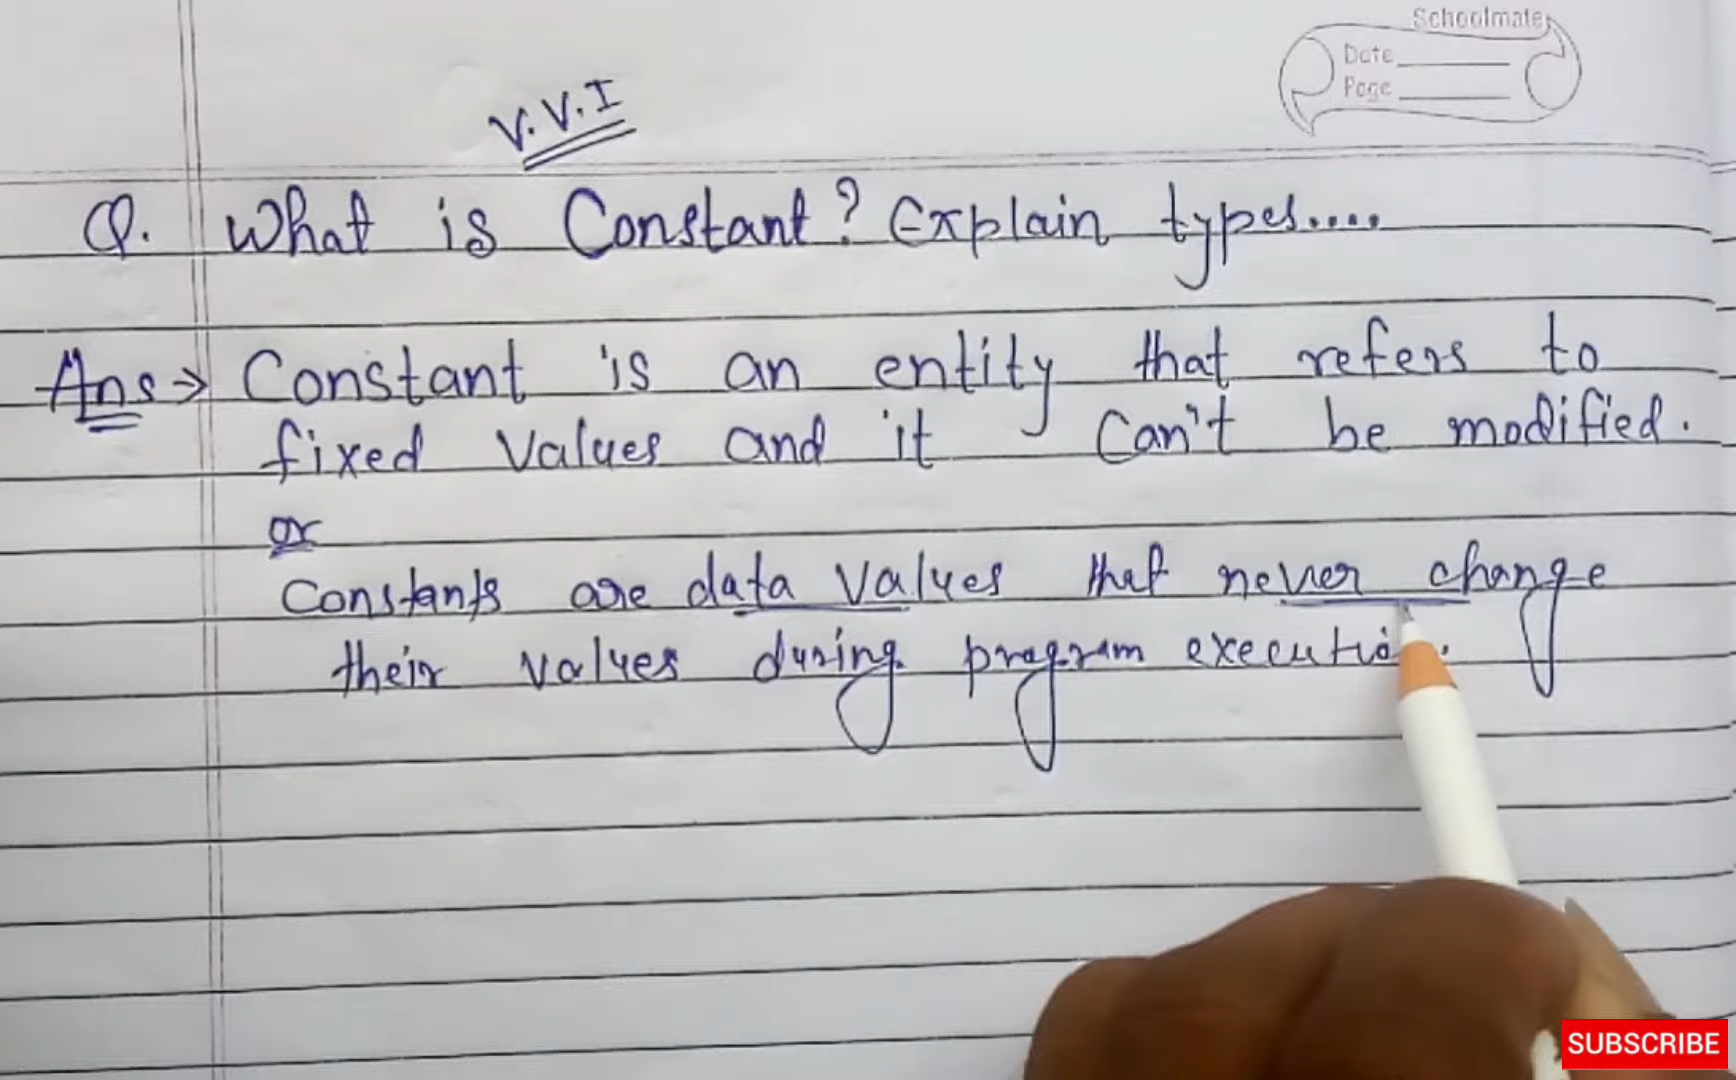 Schoolmate
Date
Page
V.V.I
Q. What is Constant? Explain types....
Ans → Constant is an entity that refers to
fixed values and it can't be modified.
or
Constants are data values that never change
their values during program execution.
SUBSCRIBE